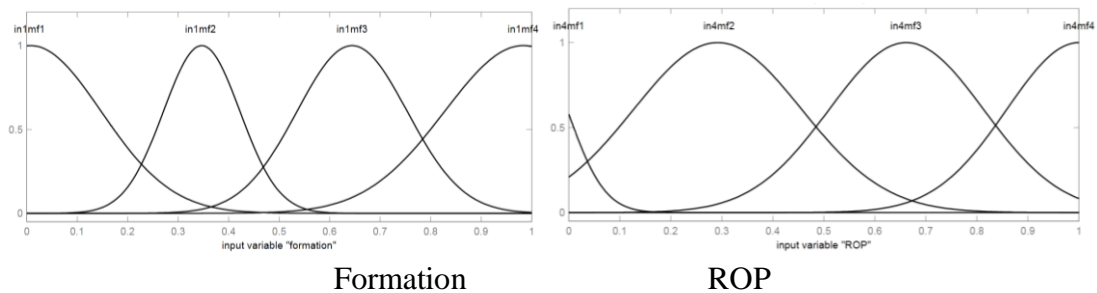 in1mf1 in1mf2 in1mf3 in1mf4
1
0.5
0
0 0.1 0.2 0.3 0.4 0.5 0.6 0.7 0.8 0.9 1
input variable "formation"
in4mf1 in4mf2 in4mf3 in4mf4
1
0.5
0
0 0.1 0.2 0.3 0.4 0.5 0.6 0.7 0.8 0.9 1
input variable "ROP"
Formation ROP